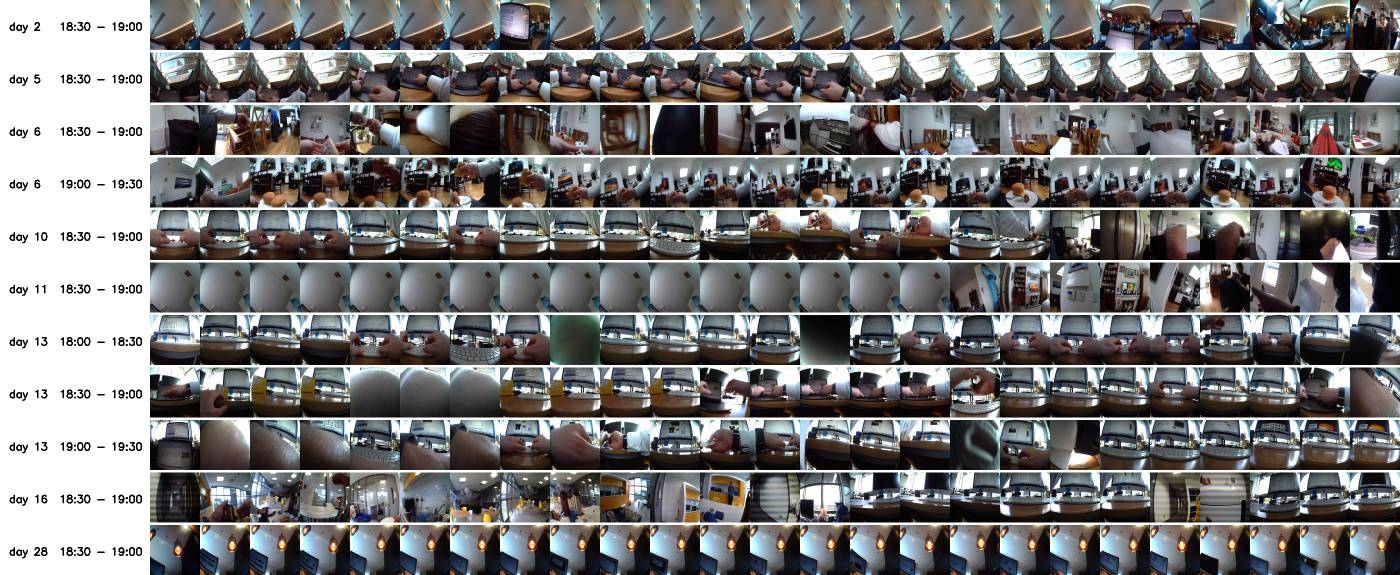 day 2 18:30 – 19:00
day 5 18:30 – 19:00
day 6 18:30 – 19:00
day 6 19:00 – 19:30
day 10 18:30 – 19:00
day 11 18:30 – 19:00
day 13 18:00 – 18:30
day 13 18:30 – 19:00
day 13 19:00 – 19:30
day 16 18:30 – 19:00
day 28 18:30 – 19:00